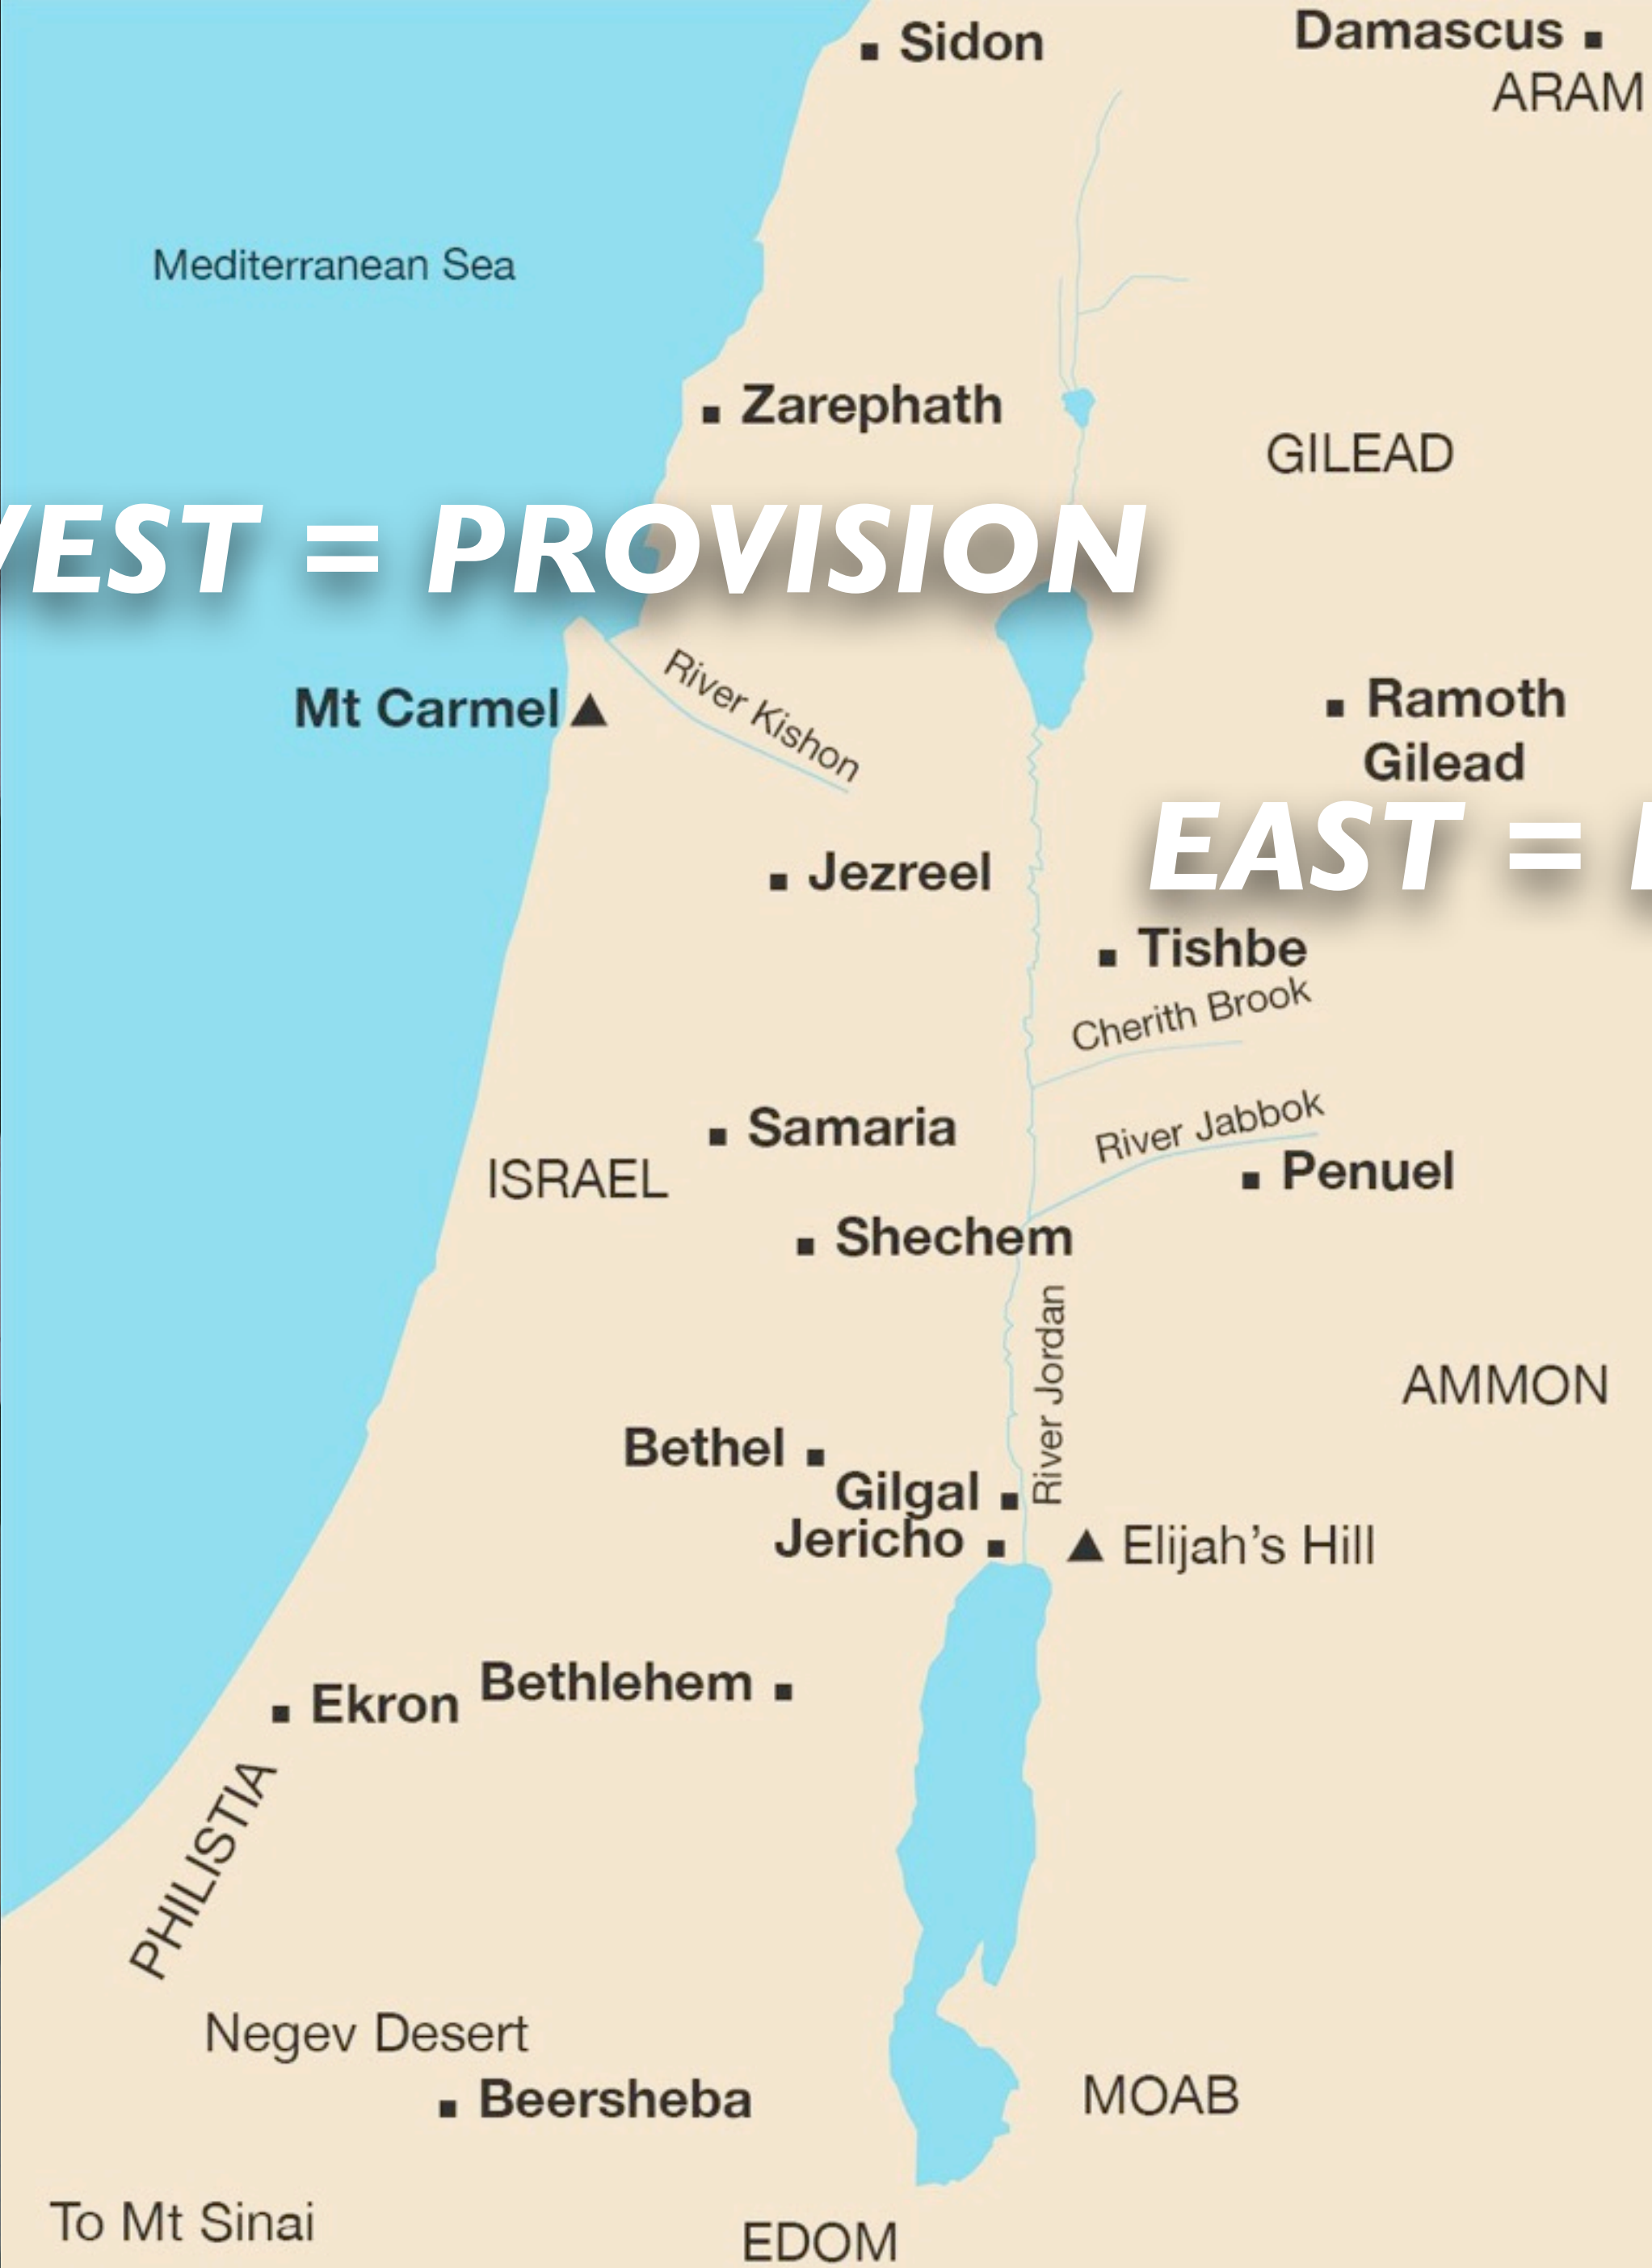 Sidon
Damascus
ARAM
Mediterranean Sea
Zarephath
GILEAD
= PROVISION
River Kishon
Mt Carmel
Ramoth
Gilead
EAST =
Jezreel
Tishbe
Cherith Brook
Samaria
River Jabbok
ISRAEL
Penuel
Shechem
River Jordan
AMMON
Bethel
Gilgal
Jericho
Elijah’s Hill
Bethlehem
Ekron
PHILISTIA
Negev Desert
Beersheba
MOAB
To Mt Sinai
EDOM